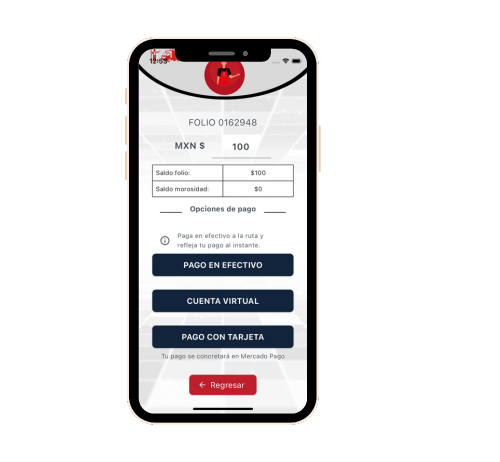 12:53
FOLIO 0162948
MXN $ 100
Saldo folio: $100
Saldo morosidad: $0
Opciones de pago
Paga en efectivo a la ruta y
refleja tu pago al instante.
PAGO EN EFECTIVO
CUENTA VIRTUAL
PAGO CON TARJETA
Tu pago se concretará en Mercado Pago
← Regresar